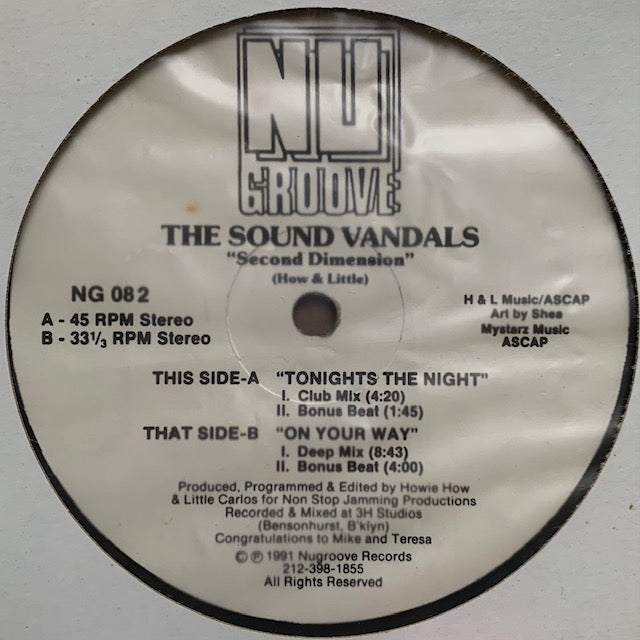 NU
GROOVE
THE SOUND VANDALS
"Second Dimension"
(How & Little)
NG 082
A - 45 RPM Stereo
B - 33 1/3 RPM Stereo
H & L Music/ASCAP
Art by Shea
Mystarz Music
ASCAP
THIS SIDE-A "TONIGHTS THE NIGHT"
I. Club Mix (4:20)
II. Bonus Beat (1:45)
THAT SIDE-B "ON YOUR WAY"
I. Deep Mix (8:43)
II. Bonus Beat (4:00)
Produced, Programmed & Edited by Howie How
& Little Carlos for Non Stop Jamming Productions
Recorded & Mixed at 3H Studios
(Bensonhurst, B'klyn)
Congratulations to Mike and Teresa
© ℗ 1991 Nugroove Records
212-398-1855
All Rights Reserved